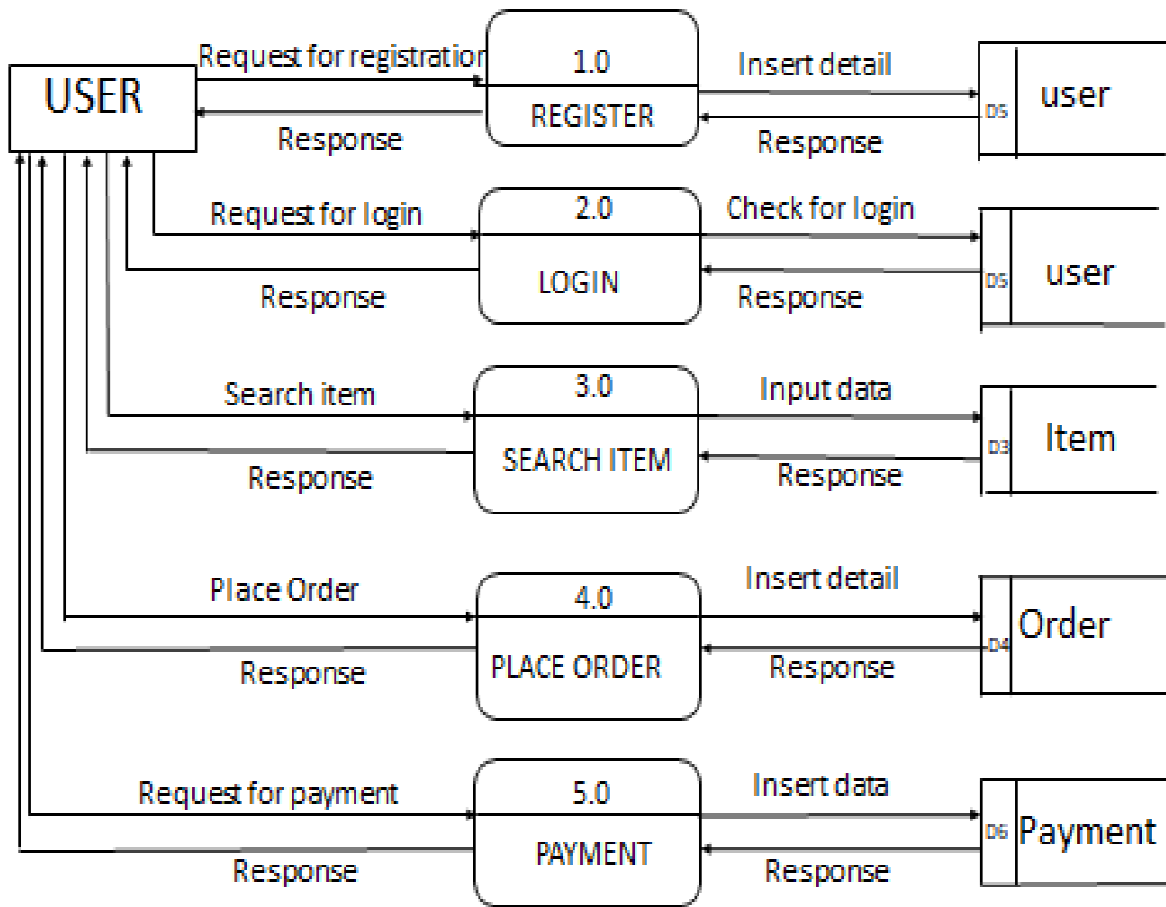 Request for registration
1.0
Insert detail
USER
REGISTER
D5
user
Response
Response
Request for login
2.0
Check for login
LOGIN
D5
user
Response
Response
Search item
3.0
Input data
SEARCH ITEM
D3
Item
Response
Response
Place Order
4.0
Insert detail
PLACE ORDER
D4
Order
Response
Response
Request for payment
5.0
Insert data
PAYMENT
D6
Payment
Response
Response